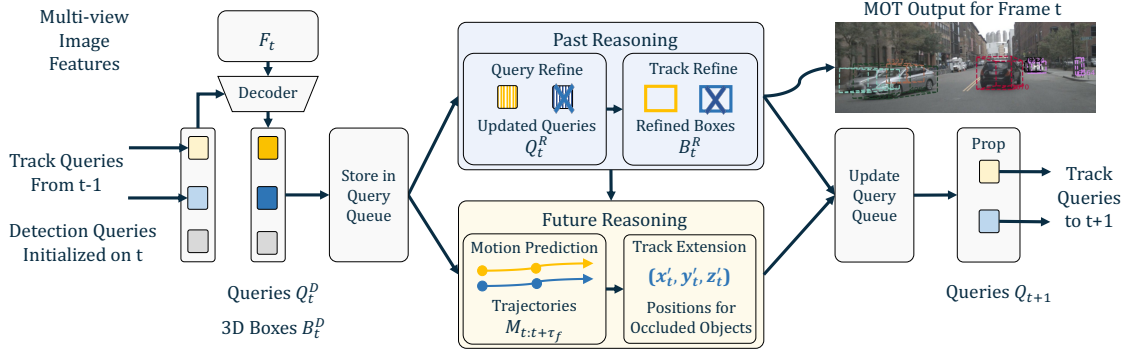 Multi-view
Image
Features
F_t
Decoder
Track Queries
From t-1
Detection Queries
Initialized on t
Queries Q_t^D
3D Boxes B_t^D
Store in
Query
Queue
Past Reasoning
Query Refine
Updated Queries
Q_t^R
Track Refine
Refined Boxes
B_t^R
Future Reasoning
Motion Prediction
Trajectories
M_{t:t+τ_f}
Track Extension
(x'_t, y'_t, z'_t)
Positions for
Occluded Objects
MOT Output for Frame t
Update
Query
Queue
Prop
Track
Queries
to t+1
Queries Q_{t+1}